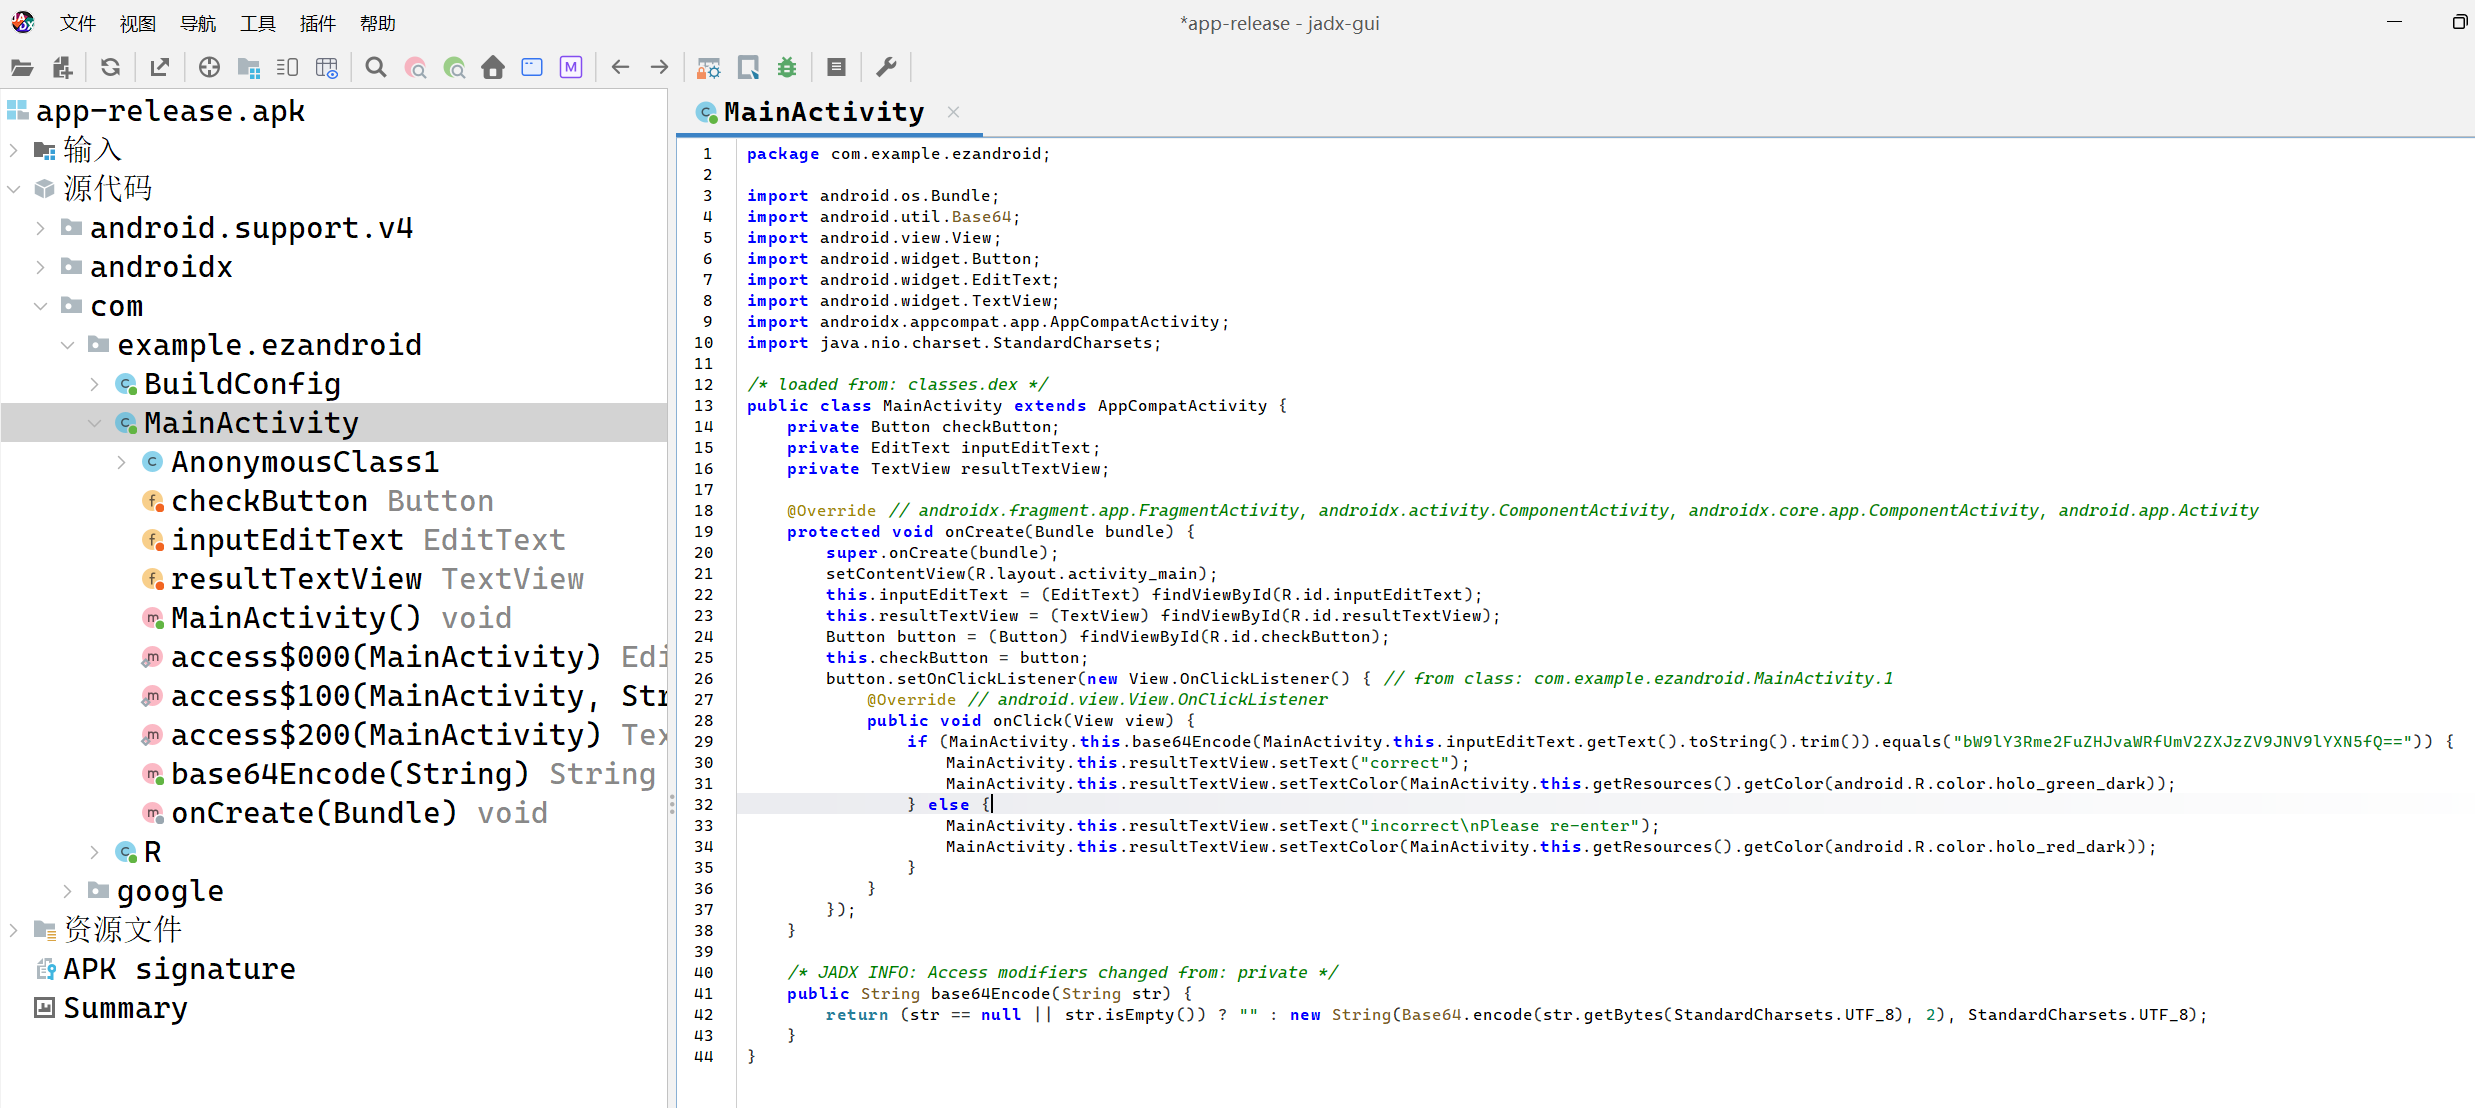 文件 视图 导航 工具 插件 帮助
*app-release - jadx-gui
app-release.apk
输入
源代码
android.support.v4
androidx
com
example.ezandroid
BuildConfig
MainActivity
AnonymousClass1
checkButton Button
inputEditText EditText
resultTextView TextView
MainActivity() void
access$000(MainActivity) Edi
access$100(MainActivity, Str
access$200(MainActivity) Tex
base64Encode(String) String
onCreate(Bundle) void
R
google
资源文件
APK signature
Summary
MainActivity
1 package com.example.ezandroid;
2
3 import android.os.Bundle;
4 import android.util.Base64;
5 import android.view.View;
6 import android.widget.Button;
7 import android.widget.EditText;
8 import android.widget.TextView;
9 import androidx.appcompat.app.AppCompatActivity;
10 import java.nio.charset.StandardCharsets;
11
12 /* loaded from: classes.dex */
13 public class MainActivity extends AppCompatActivity {
14 private Button checkButton;
15 private EditText inputEditText;
16 private TextView resultTextView;
17
18 @Override // androidx.fragment.app.FragmentActivity, androidx.activity.ComponentActivity, androidx.core.app.ComponentActivity, android.app.Activity
19 protected void onCreate(Bundle bundle) {
20 super.onCreate(bundle);
21 setContentView(R.layout.activity_main);
22 this.inputEditText = (EditText) findViewById(R.id.inputEditText);
23 this.resultTextView = (TextView) findViewById(R.id.resultTextView);
24 Button button = (Button) findViewById(R.id.checkButton);
25 this.checkButton = button;
26 button.setOnClickListener(new View.OnClickListener() { // from class: com.example.ezandroid.MainActivity.1
27 @Override // android.view.View.OnClickListener
28 public void onClick(View view) {
29 if (MainActivity.this.base64Encode(MainActivity.this.inputEditText.getText().toString().trim()).equals("bW9lY3Rme2FuZHJvaWRfUmV2ZXJzZV9JNV9lYXN5fQ==")) {
30 MainActivity.this.resultTextView.setText("correct");
31 MainActivity.this.resultTextView.setTextColor(MainActivity.this.getResources().getColor(android.R.color.holo_green_dark));
32 } else {
33 MainActivity.this.resultTextView.setText("incorrect\nPlease re-enter");
34 MainActivity.this.resultTextView.setTextColor(MainActivity.this.getResources().getColor(android.R.color.holo_red_dark));
35 }
36 }
37 });
38 }
39
40 /* JADX INFO: Access modifiers changed from: private */
41 public String base64Encode(String str) {
42 return (str == null || str.isEmpty()) ? "" : new String(Base64.encode(str.getBytes(StandardCharsets.UTF_8), 2), StandardCharsets.UTF_8);
43 }
44 }